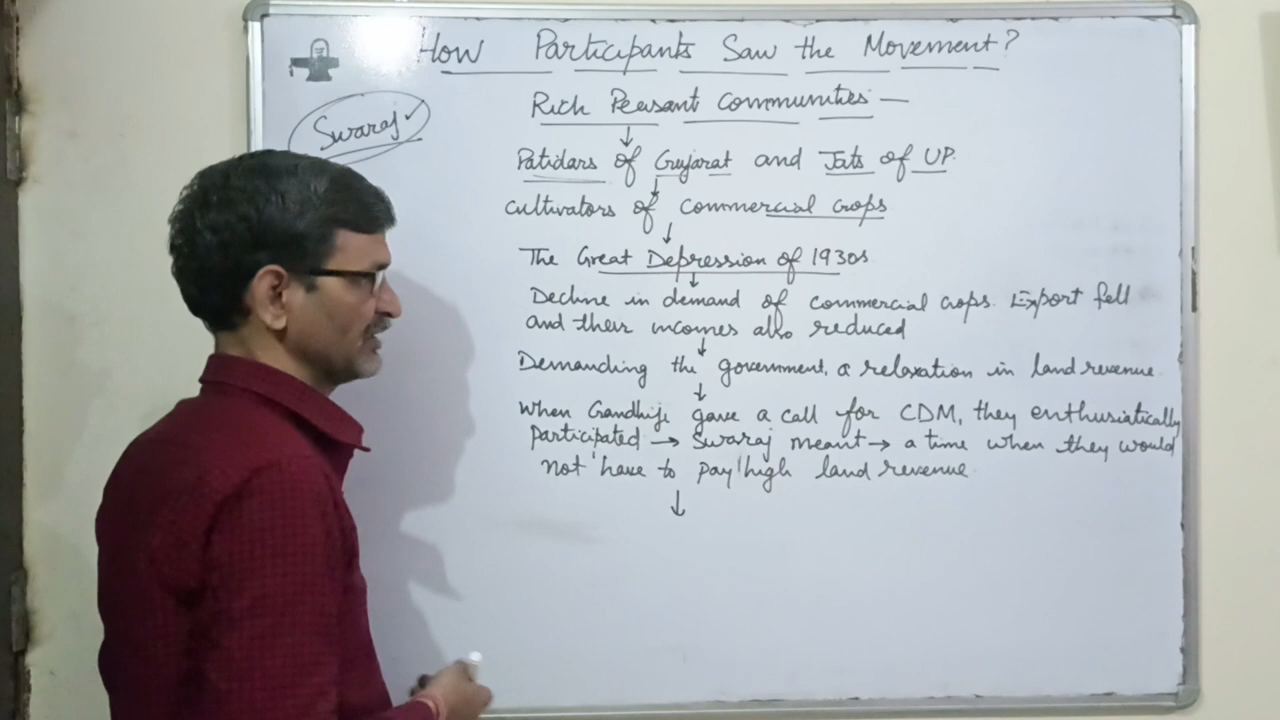 How Participants Saw the Movement?
Swaraj ✓
Rich Peasant Communities —
↓
Patidars of Gujarat and Jats of UP.
↓
cultivators of commercial crops
↓
The Great Depression of 1930s
↓
Decline in demand of commercial crops. Export fell
and their incomes also reduced
↓
Demanding the government, a relaxation in land revenue.
↓
When Gandhiji gave a call for CDM, they enthusiatically
participated → Swaraj meant → a time when they would
not have to pay high land revenue.
↓